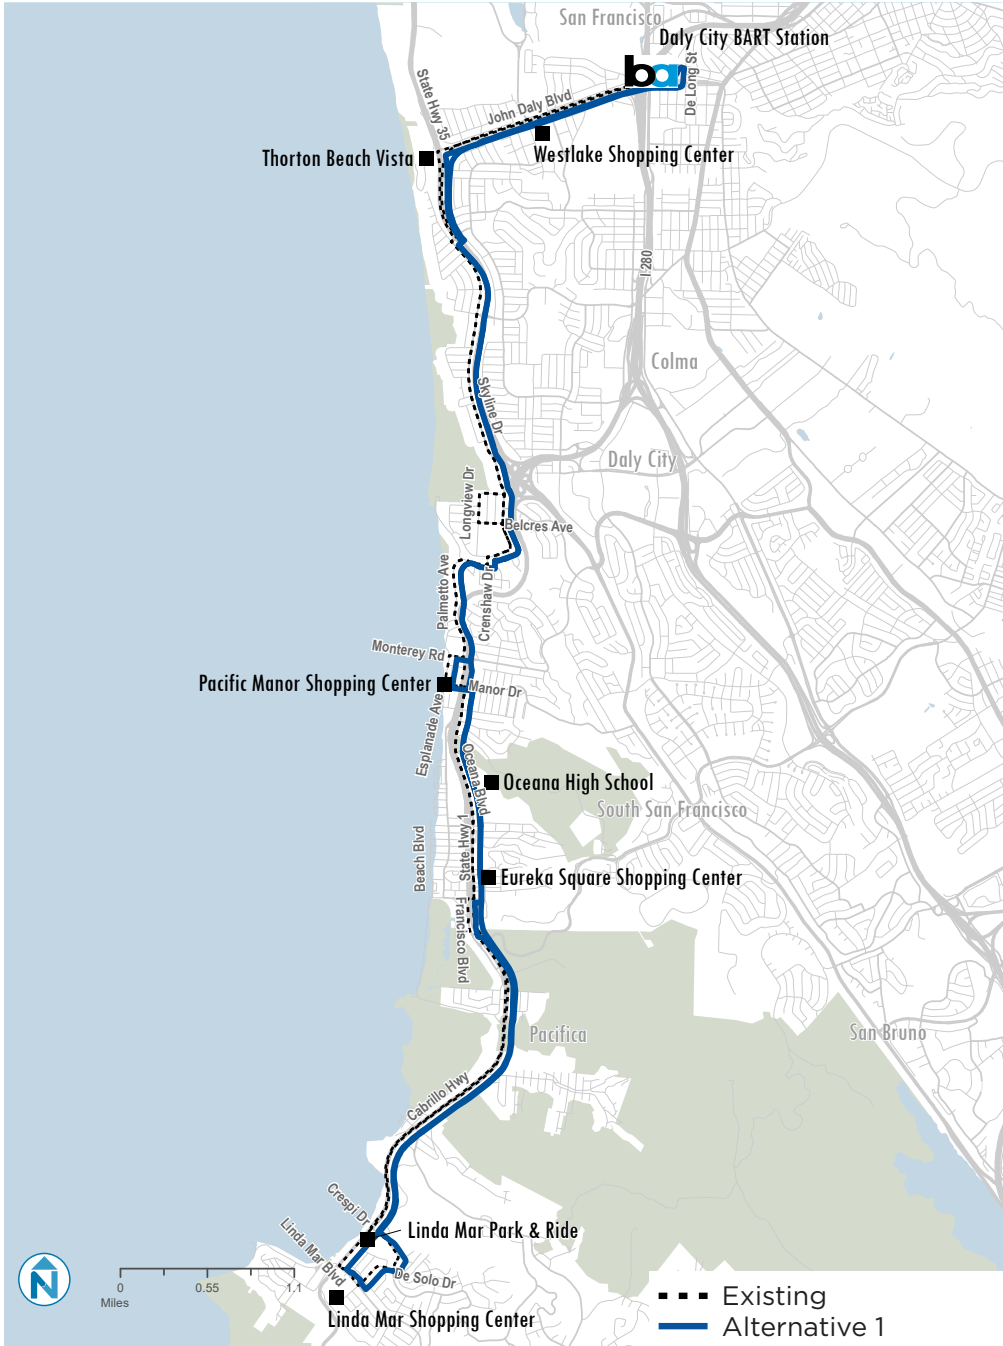 San Francisco
Daly City BART Station
ba
De Long St
State Hwy 35
John Daly Blvd
Thorton Beach Vista
Westlake Shopping Center
I 280
Colma
Skyline Dr
Daly City
Longview Dr
Belcres Ave
Palmetto Ave
Crenshaw Dr
Monterey Rd
Pacific Manor Shopping Center
Manor Dr
Esplanade Ave
Oceana Blvd
Oceana High School
South San Francisco
State Hwy 1
Beach Blvd
Eureka Square Shopping Center
Francisco Blvd
Pacifica
San Bruno
Cabrillo Hwy
Crespi Dr
Linda Mar Park & Ride
Linda Mar Blvd
De Solo Dr
N
0
0.55
1.1
Miles
Linda Mar Shopping Center
Existing
Alternative 1